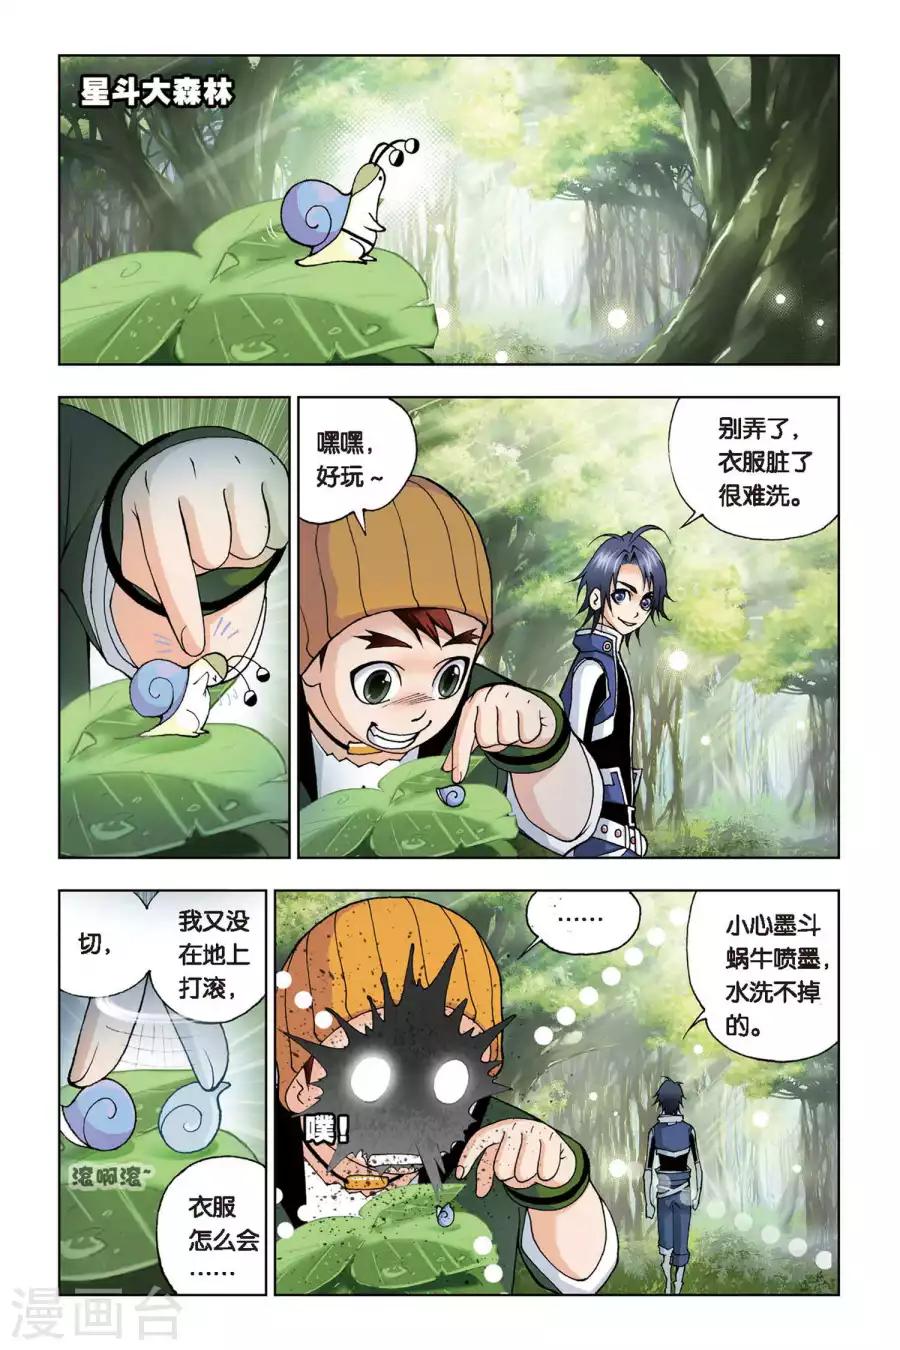 星斗大森林
嘿嘿，
好玩～
别弄了，
衣服脏了
很难洗。
切，
我又没
在地上
打滚，
滚啊滚~
衣服
怎么会
……
噗！
……
小心墨斗
蜗牛喷墨，
水洗不掉
的。
漫画台